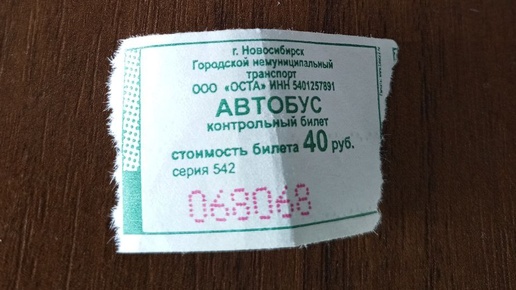 г. Новосибирск
Городской немуниципальный
транспорт
ООО «ОСТА» ИНН 5401257891
АВТОБУС
контрольный билет
стоимость билета 40 руб.
серия 542
068068